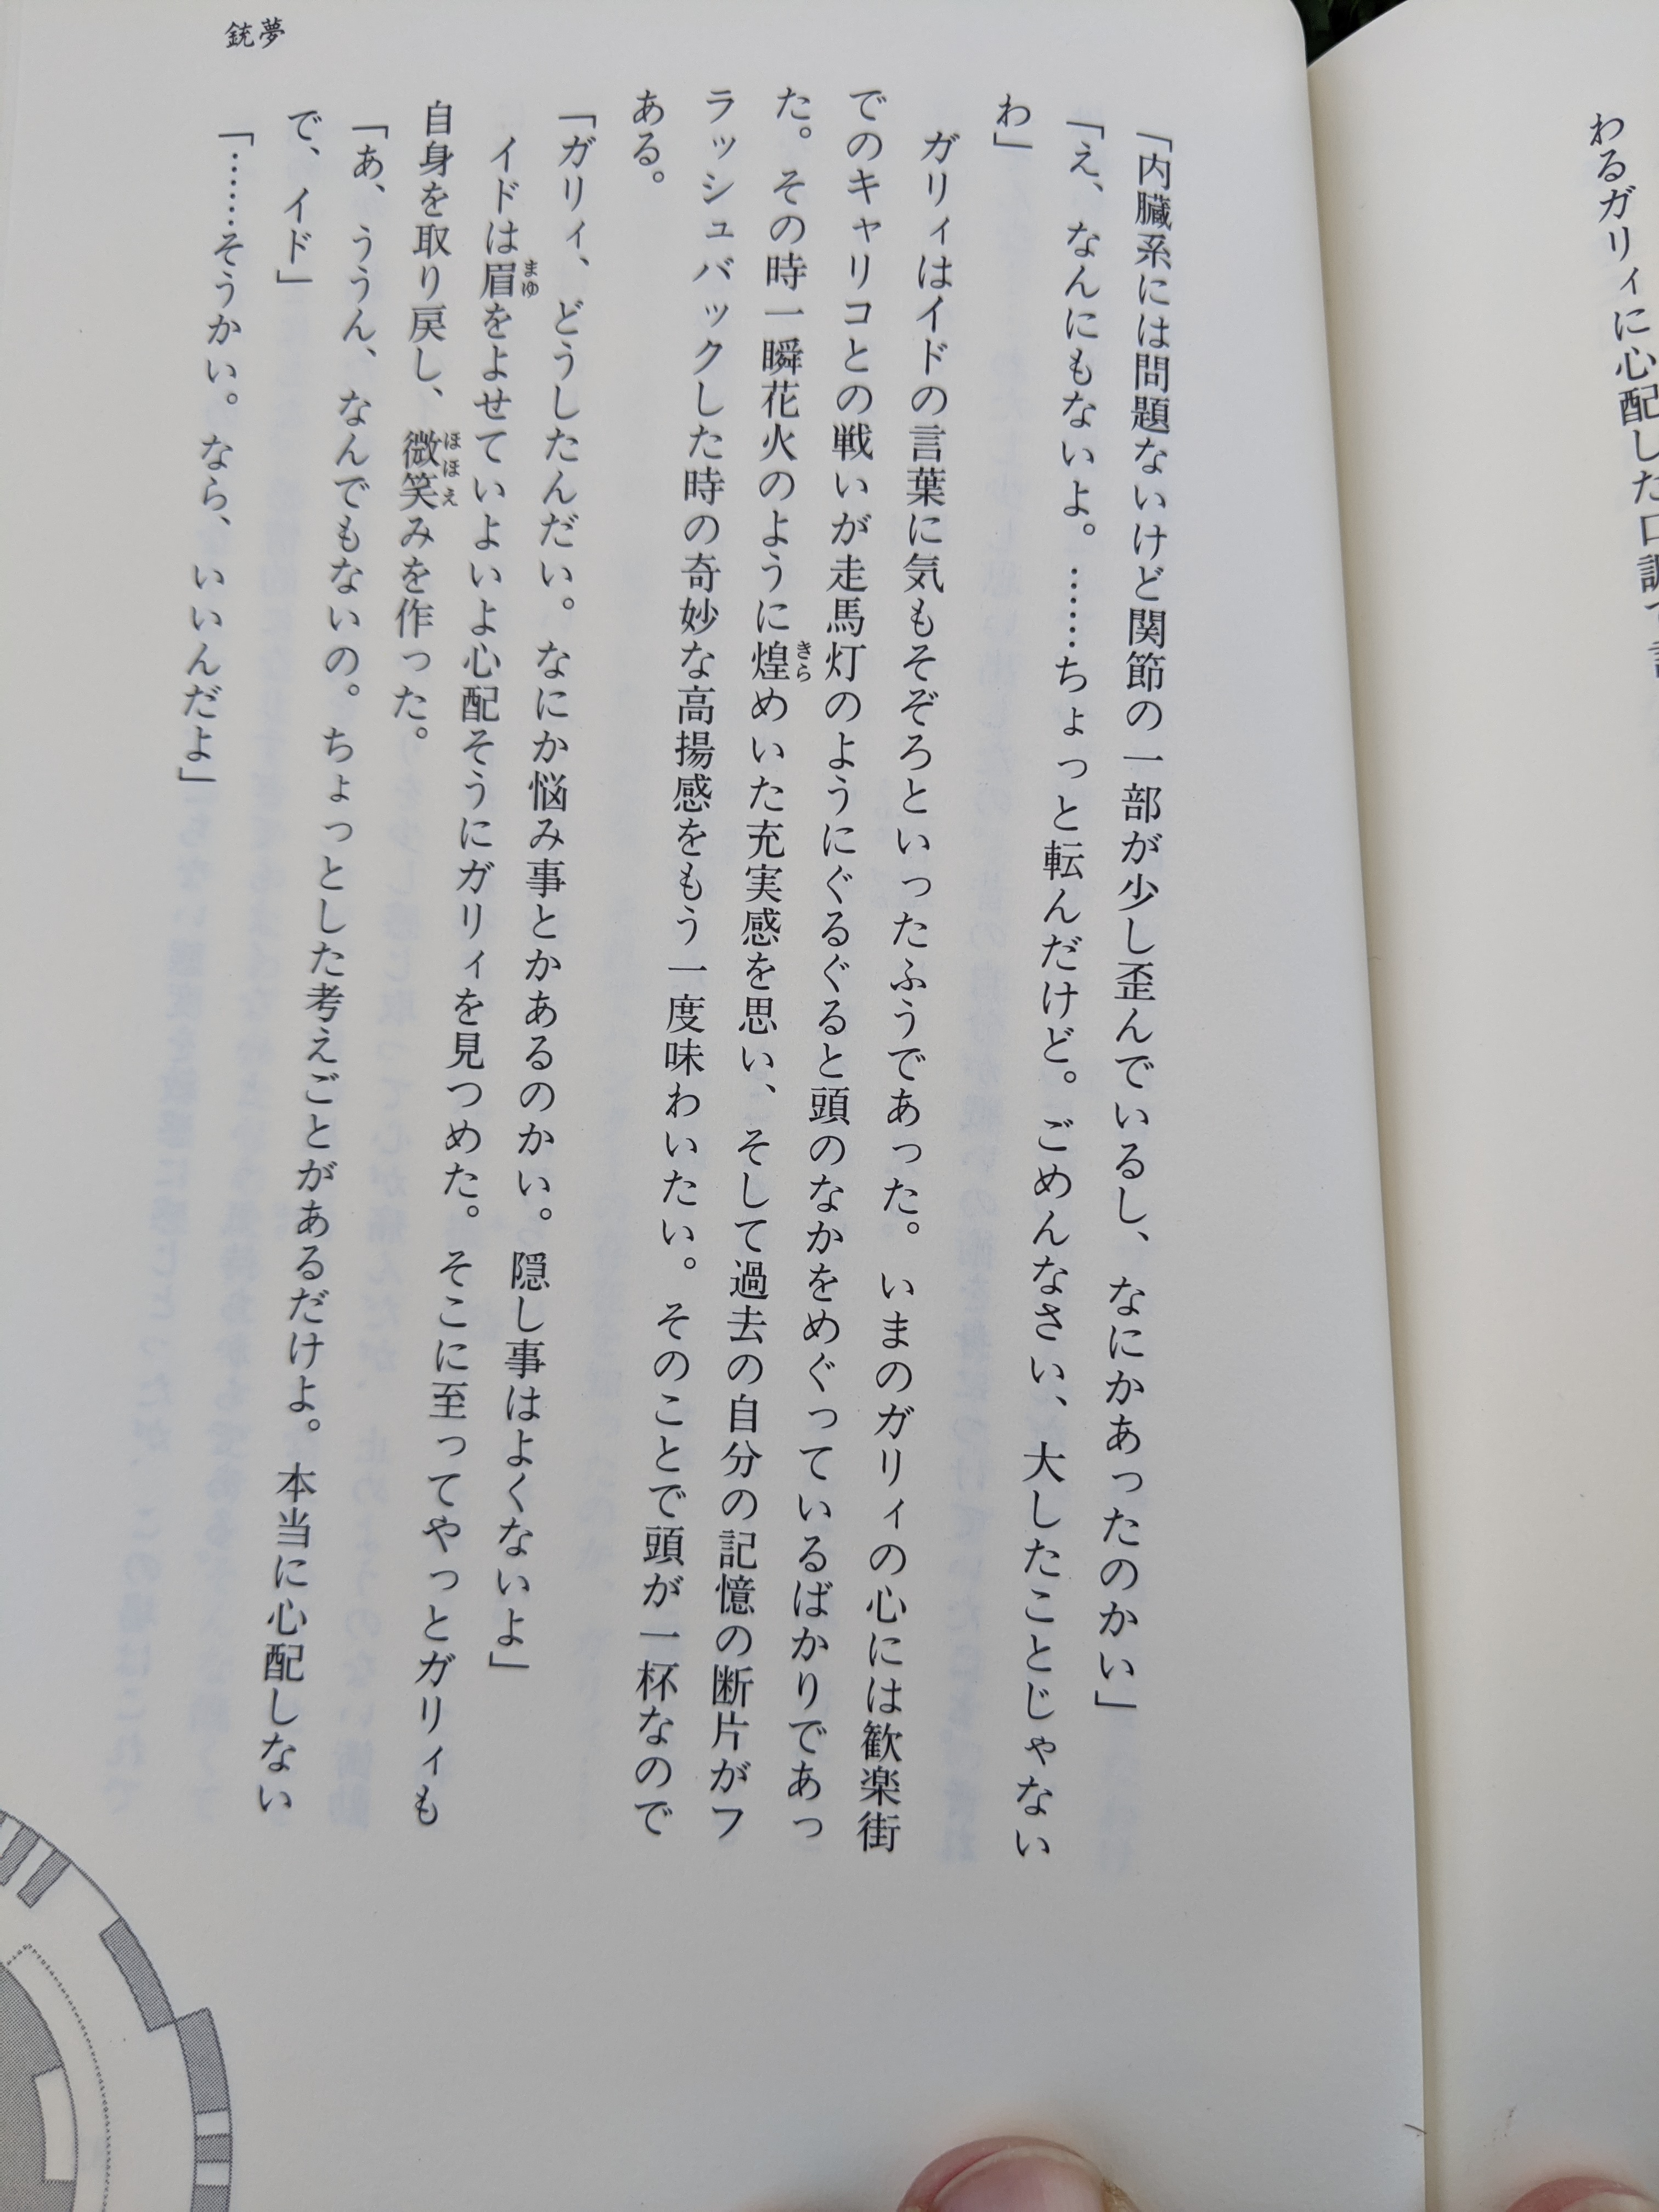 わるガリィに心配した口調で
銃夢
「内臓系には問題ないけど関節の一部が少し歪んでいるし、なにかあったのかい」
「え、なんにもないよ。……ちょっと転んだけど。ごめんなさい、大したことじゃない
わ」
ガリィはイドの言葉に気もそぞろといったふうであった。いまのガリィの心には歓楽街
でのキャリコとの戦いが走馬灯のようにぐるぐると頭のなかをめぐっているばかりであっ
た。その時一瞬花火のように煌めいた充実感を思い、そして過去の自分の記憶の断片がフ
ラッシュバックした時の奇妙な高揚感をもう一度味わいたい。そのことで頭が一杯なので
ある。
「ガリィ、どうしたんだい。なにか悩み事とかあるのかい。隠し事はよくないよ」
イドは眉をよせていよいよ心配そうにガリィを見つめた。そこに至ってやっとガリィも
自身を取り戻し、微笑みを作った。
「あ、ううん、なんでもないの。ちょっとした考えごとがあるだけよ。本当に心配しない
で、イド」
「……そうかい。なら、いいんだよ」